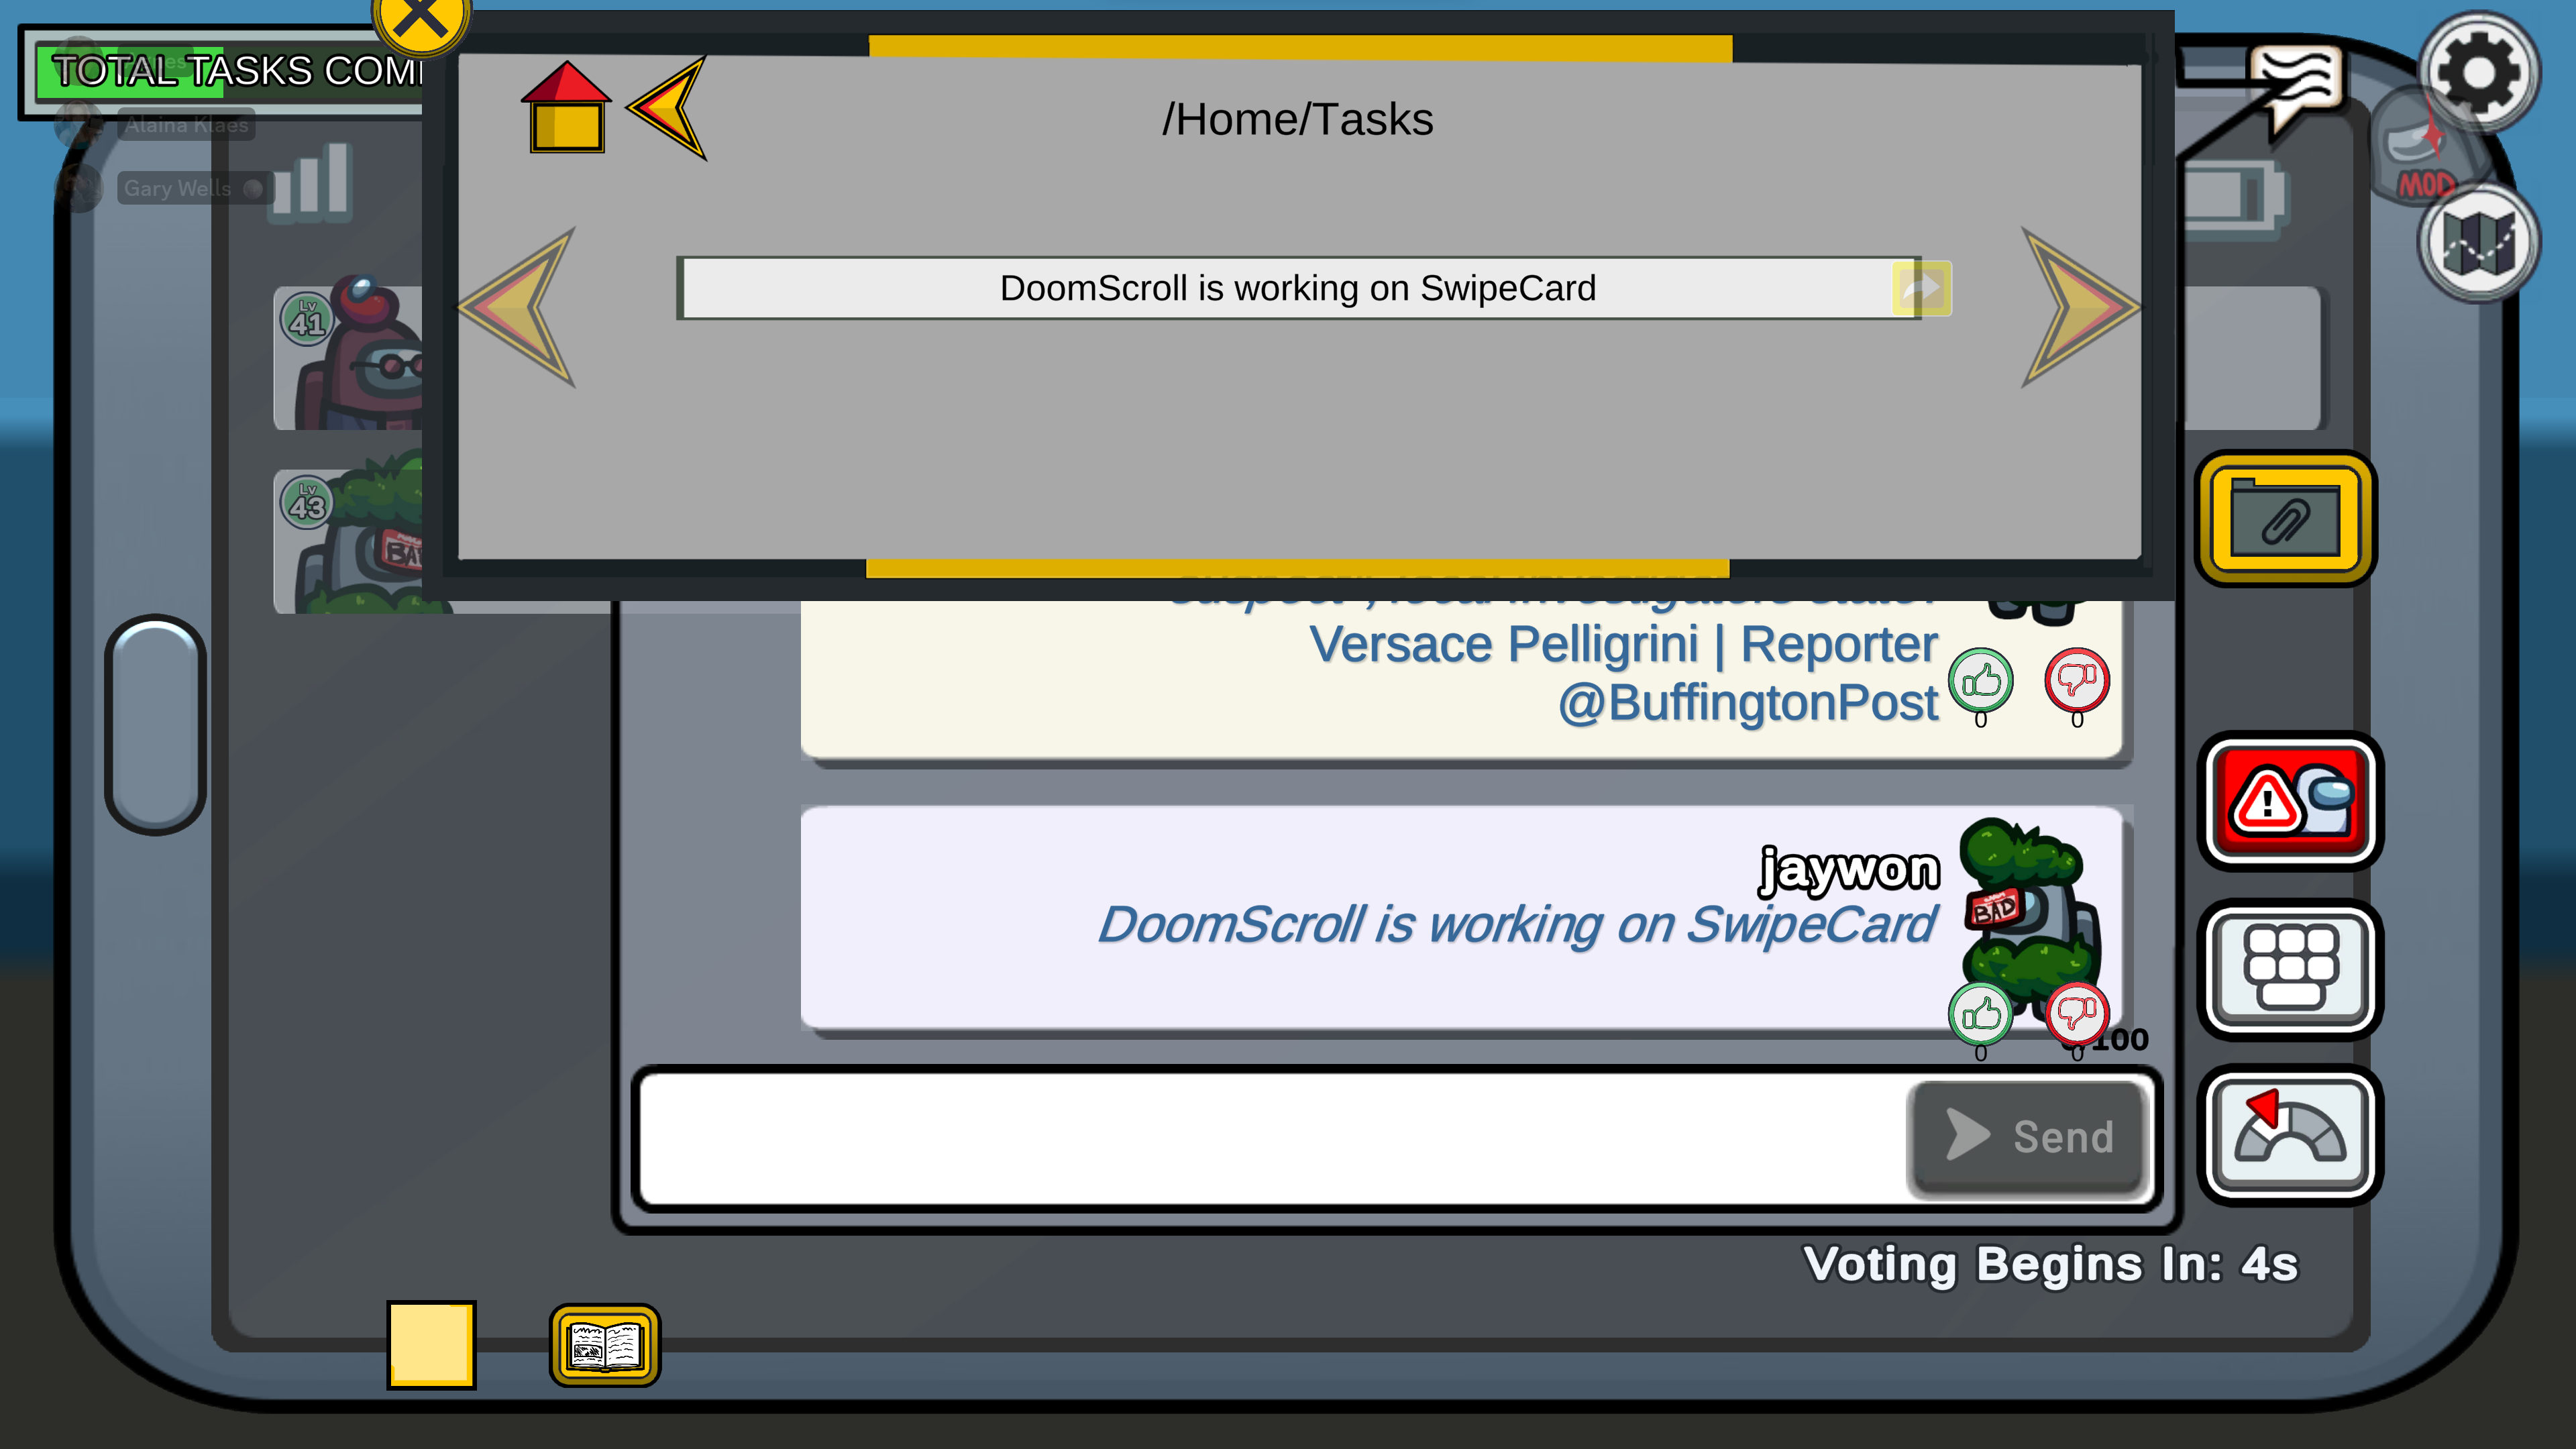 TOTAL TASKS COM
Alaina Klaes
Gary Wells
/Home/Tasks
DoomScroll is working on SwipeCard
MOD
Lv
41
Lv
43
Versace Pelligrini | Reporter
@BuffingtonPost
0
0
jaywon
BAD
DoomScroll is working on SwipeCard
0
0
/100
Send
Voting Begins In: 4s